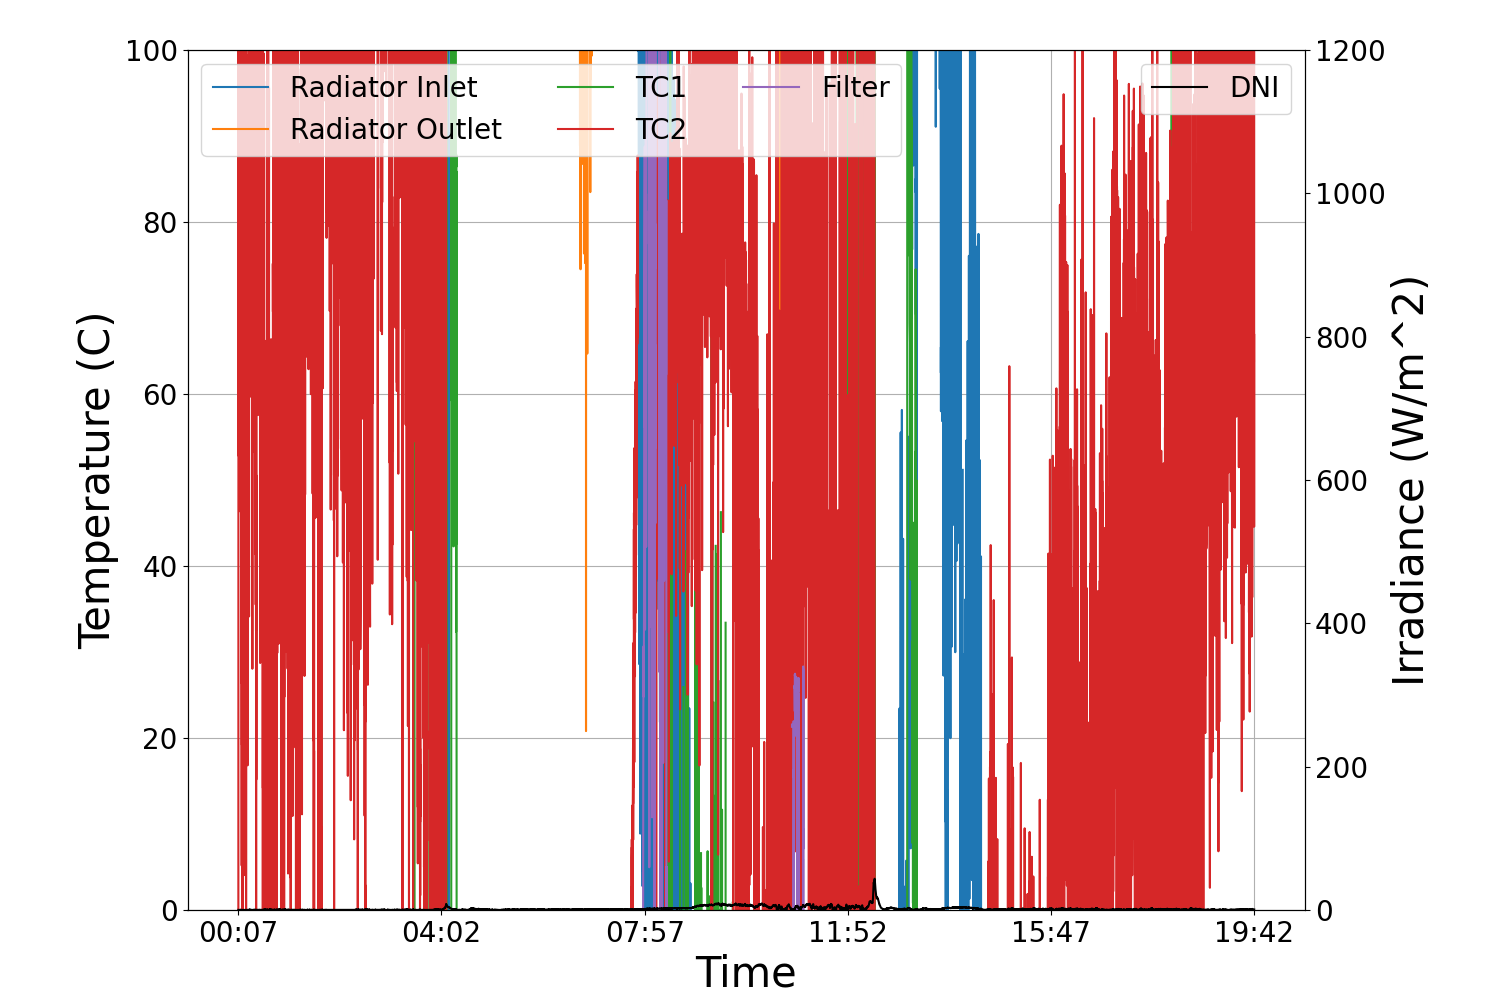 100
80
60
40
20
0
Temperature (C)
Radiator Inlet
Radiator Outlet
TC1
TC2
Filter
DNI
1200
1000
800
600
400
200
0
Irradiance (W/m^2)
00:07
04:02
07:57
11:52
15:47
19:42
Time